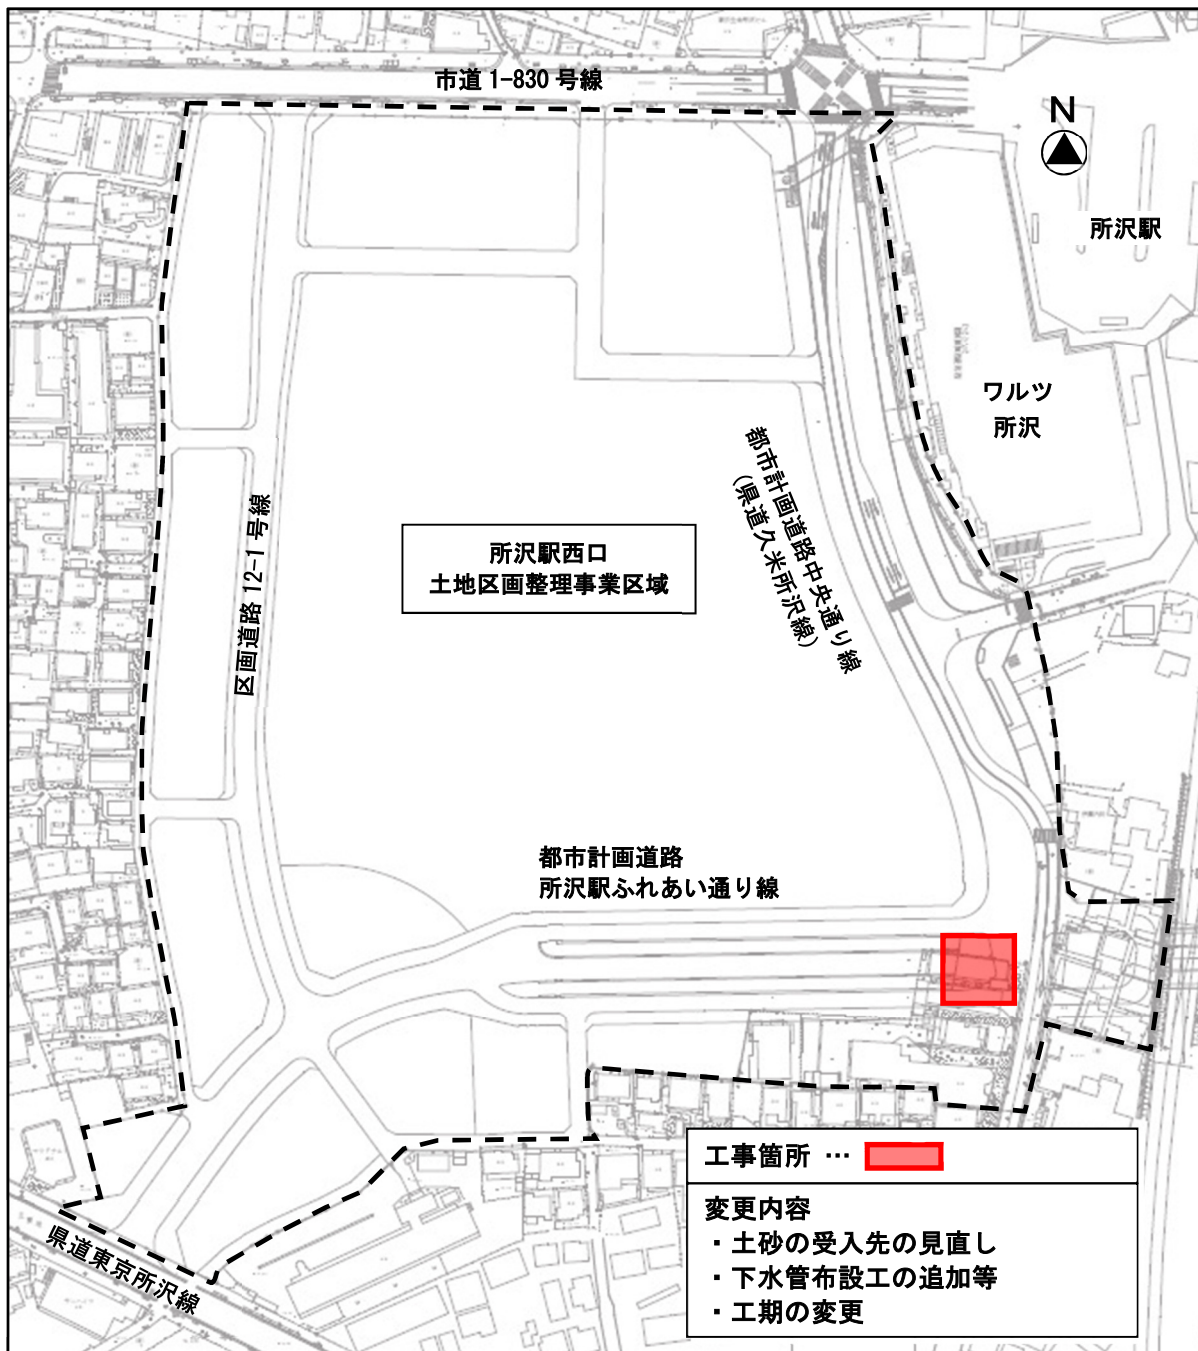 市道 1-830 号線
N
所沢駅
ワルツ
所沢
都市計画道路中央通り線
(県道久米所沢線)
所沢駅西口
土地区画整理事業区域
区画道路 12-1 号線
都市計画道路
所沢駅ふれあい通り線
県道東京所沢線
工事箇所 …
変更内容
・土砂の受入先の見直し
・下水管布設工の追加等
・工期の変更